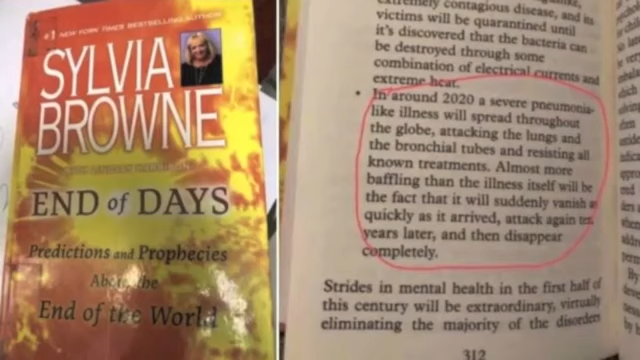 #1 NEW YORK TIMES BESTSELLING AUTHOR
SYLVIA
BROWNE
END of DAYS
Predictions and Prophecies
About the
End of the World
extremely contagious disease, and its
victims will be quarantined until
it's discovered that the bacteria can
be destroyed through some
combination of electrical currents and
extreme heat.
• In around 2020 a severe pneumonia-
like illness will spread throughout
the globe, attacking the lungs and
the bronchial tubes and resisting all
known treatments. Almost more
baffling than the illness itself will be
the fact that it will suddenly vanish as
quickly as it arrived, attack again ten
years later, and then disappear
completely.
Strides in mental health in the first half of
this century will be extraordinary, virtually
eliminating the majority of the disorders
312